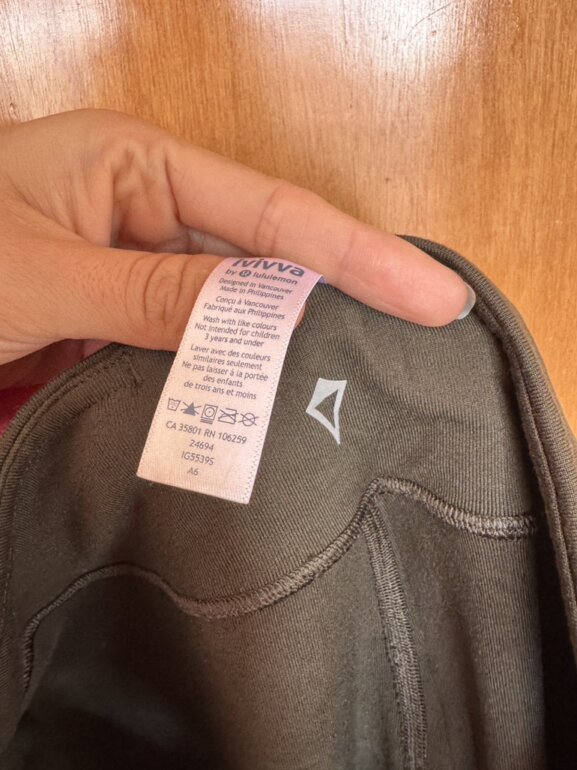 ivivva
by lululemon
Designed in Vancouver
Made in Philippines
Conçu à Vancouver
Fabriqué aux Philippines
Wash with like colours
Not intended for children
3 years and under
Laver avec des couleurs
similaires seulement
Ne pas laisser à la portée
des enfants
de trois ans et moins
CA 35801 RN 106259
24694
IG5539S
A6